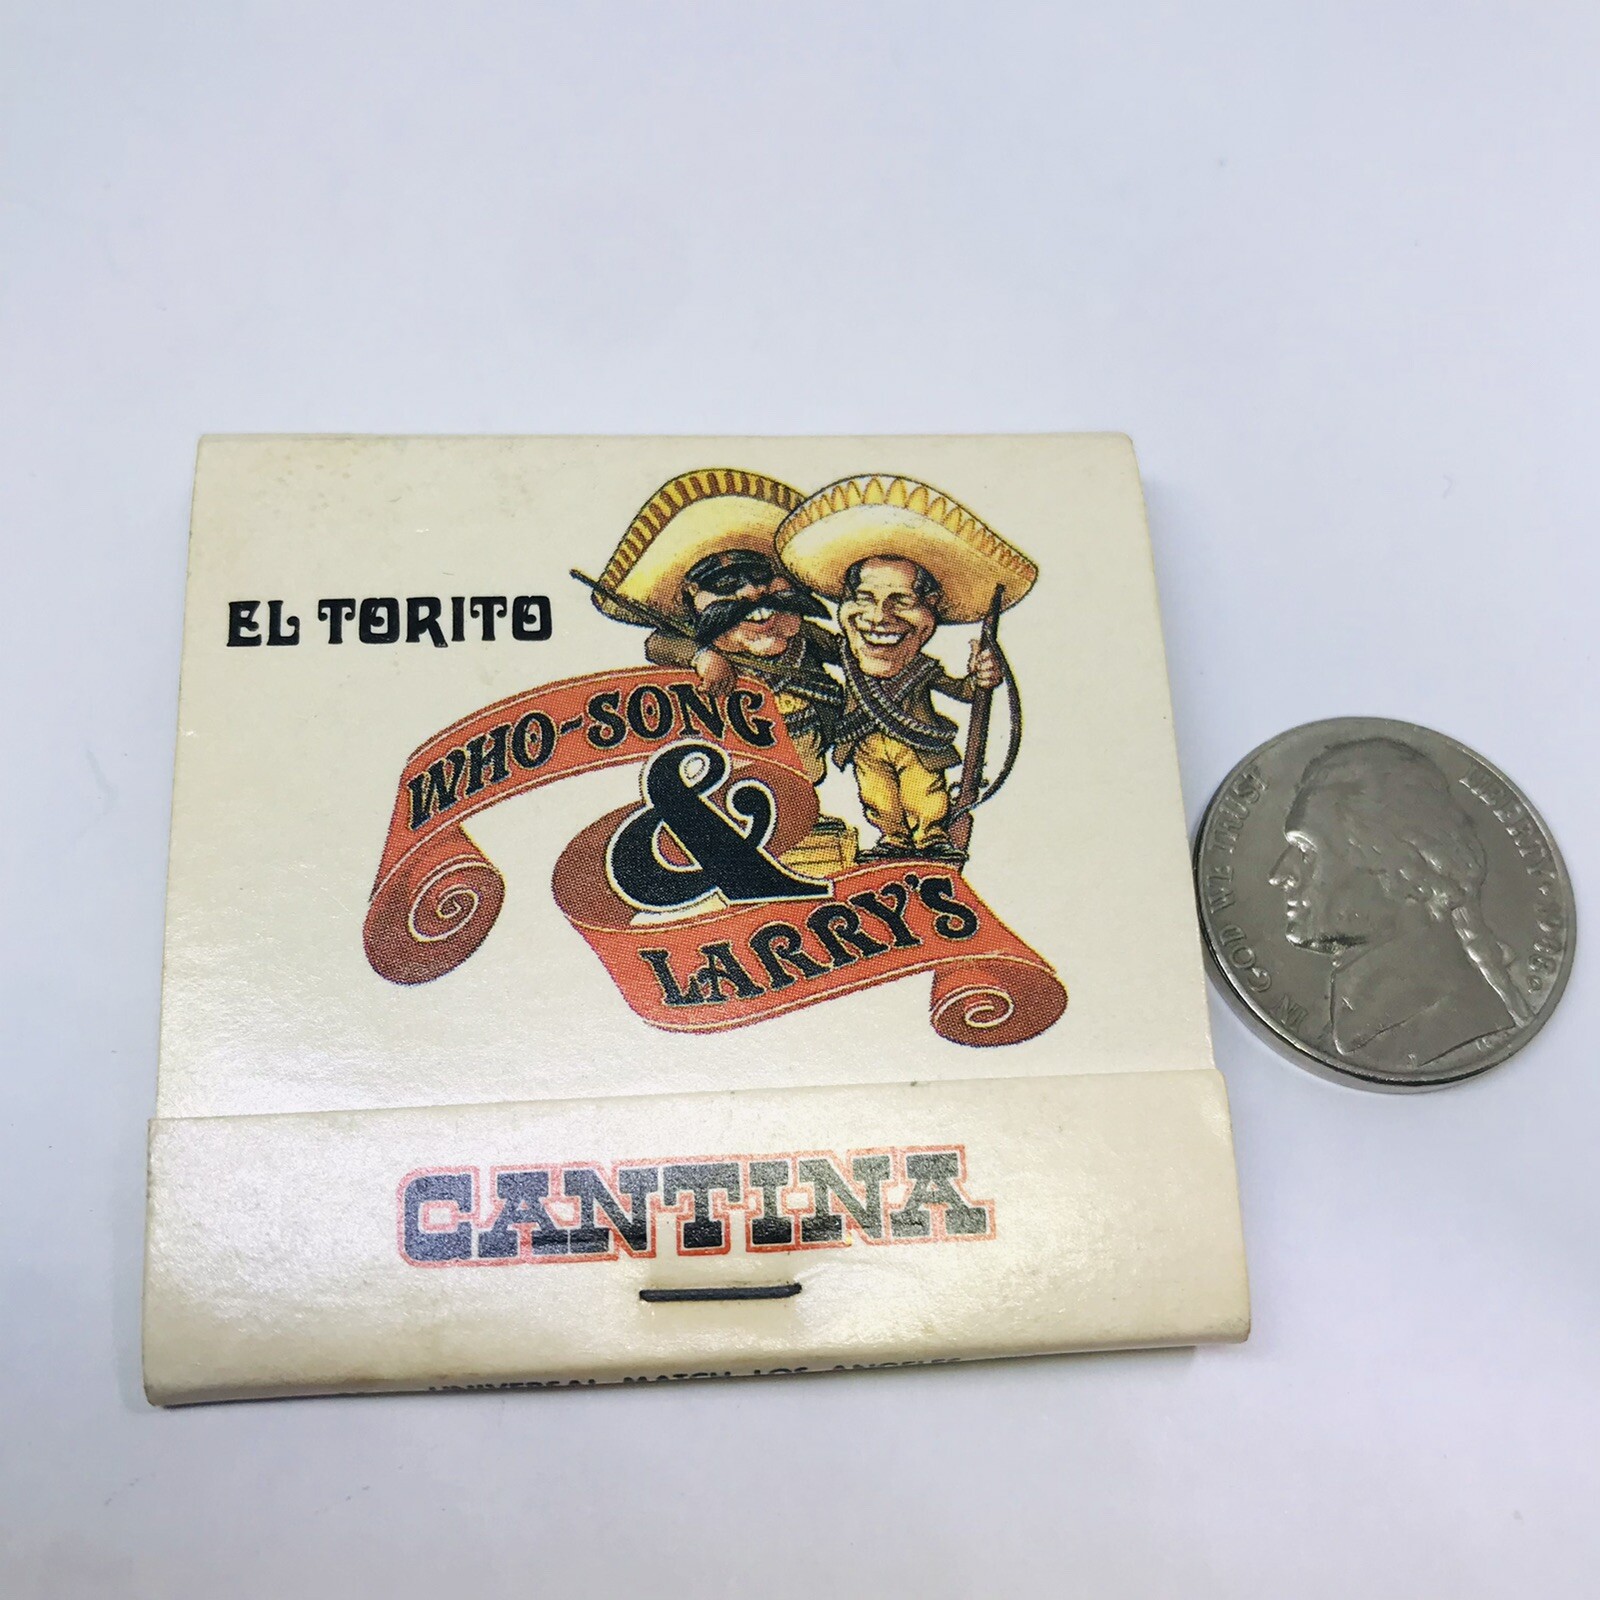 EL TORITO
WHO-SONG
&
LARRY'S
CANTINA
UNIVERSAL MATCH LOS ANGELES
IN GOD WE TRUST
LIBERTY